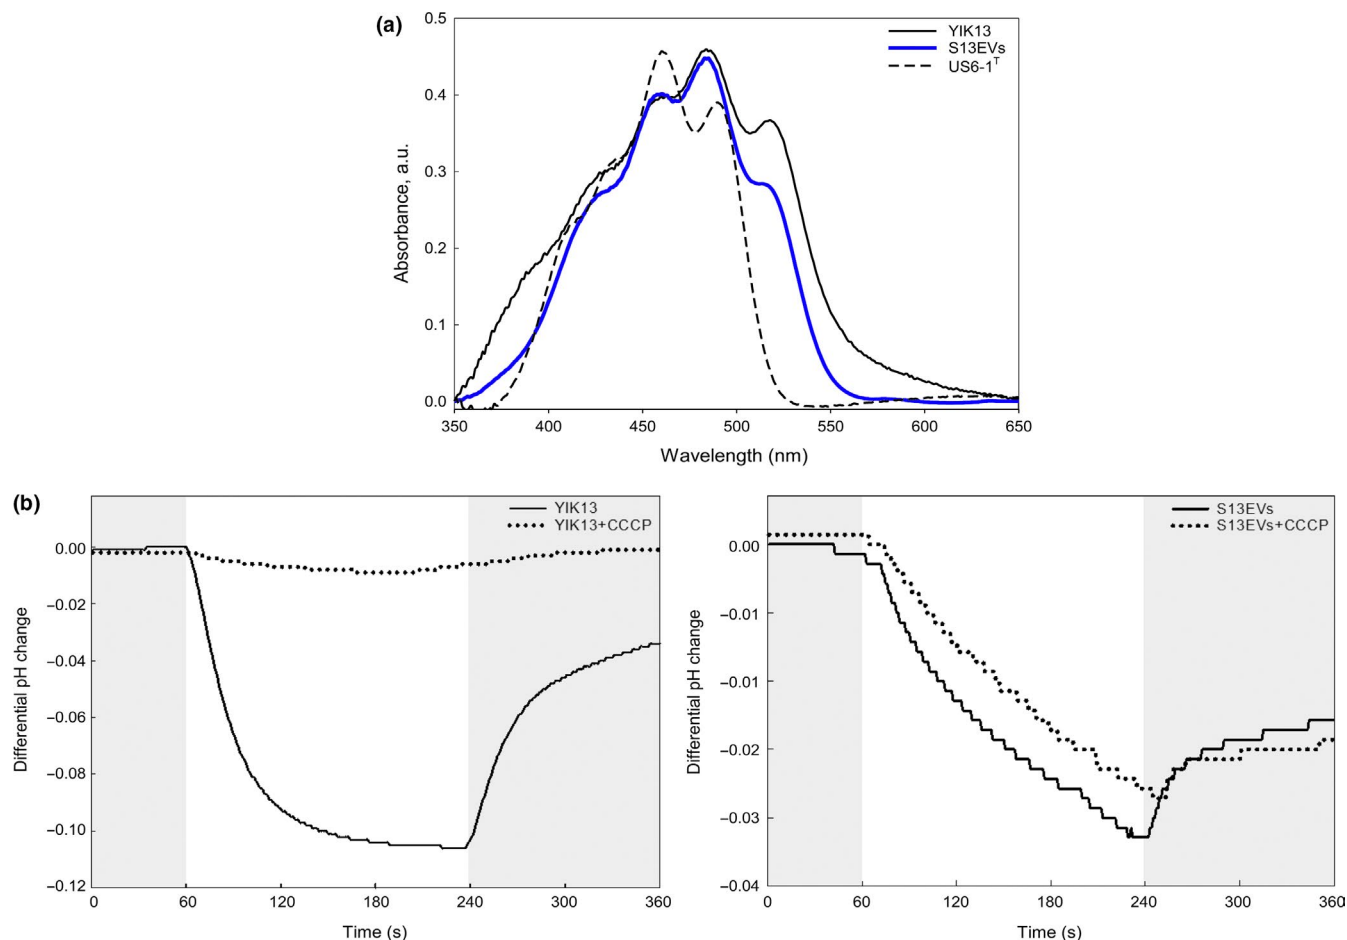 (a)
0.5
0.4
0.3
0.2
0.1
0.0
Absorbance, a.u.
YIK13
S13EVs
US6-1ᵀ
350 400 450 500 550 600 650
Wavelength (nm)
(b)
YIK13
YIK13+CCCP
0.00
−0.02
−0.04
−0.06
−0.08
−0.10
−0.12
Differential pH change
0 60 120 180 240 300 360
Time (s)
S13EVs
S13EVs+CCCP
0.00
−0.01
−0.01
−0.02
−0.03
−0.04
Differential pH change
0 60 120 180 240 300 360
Time (s)